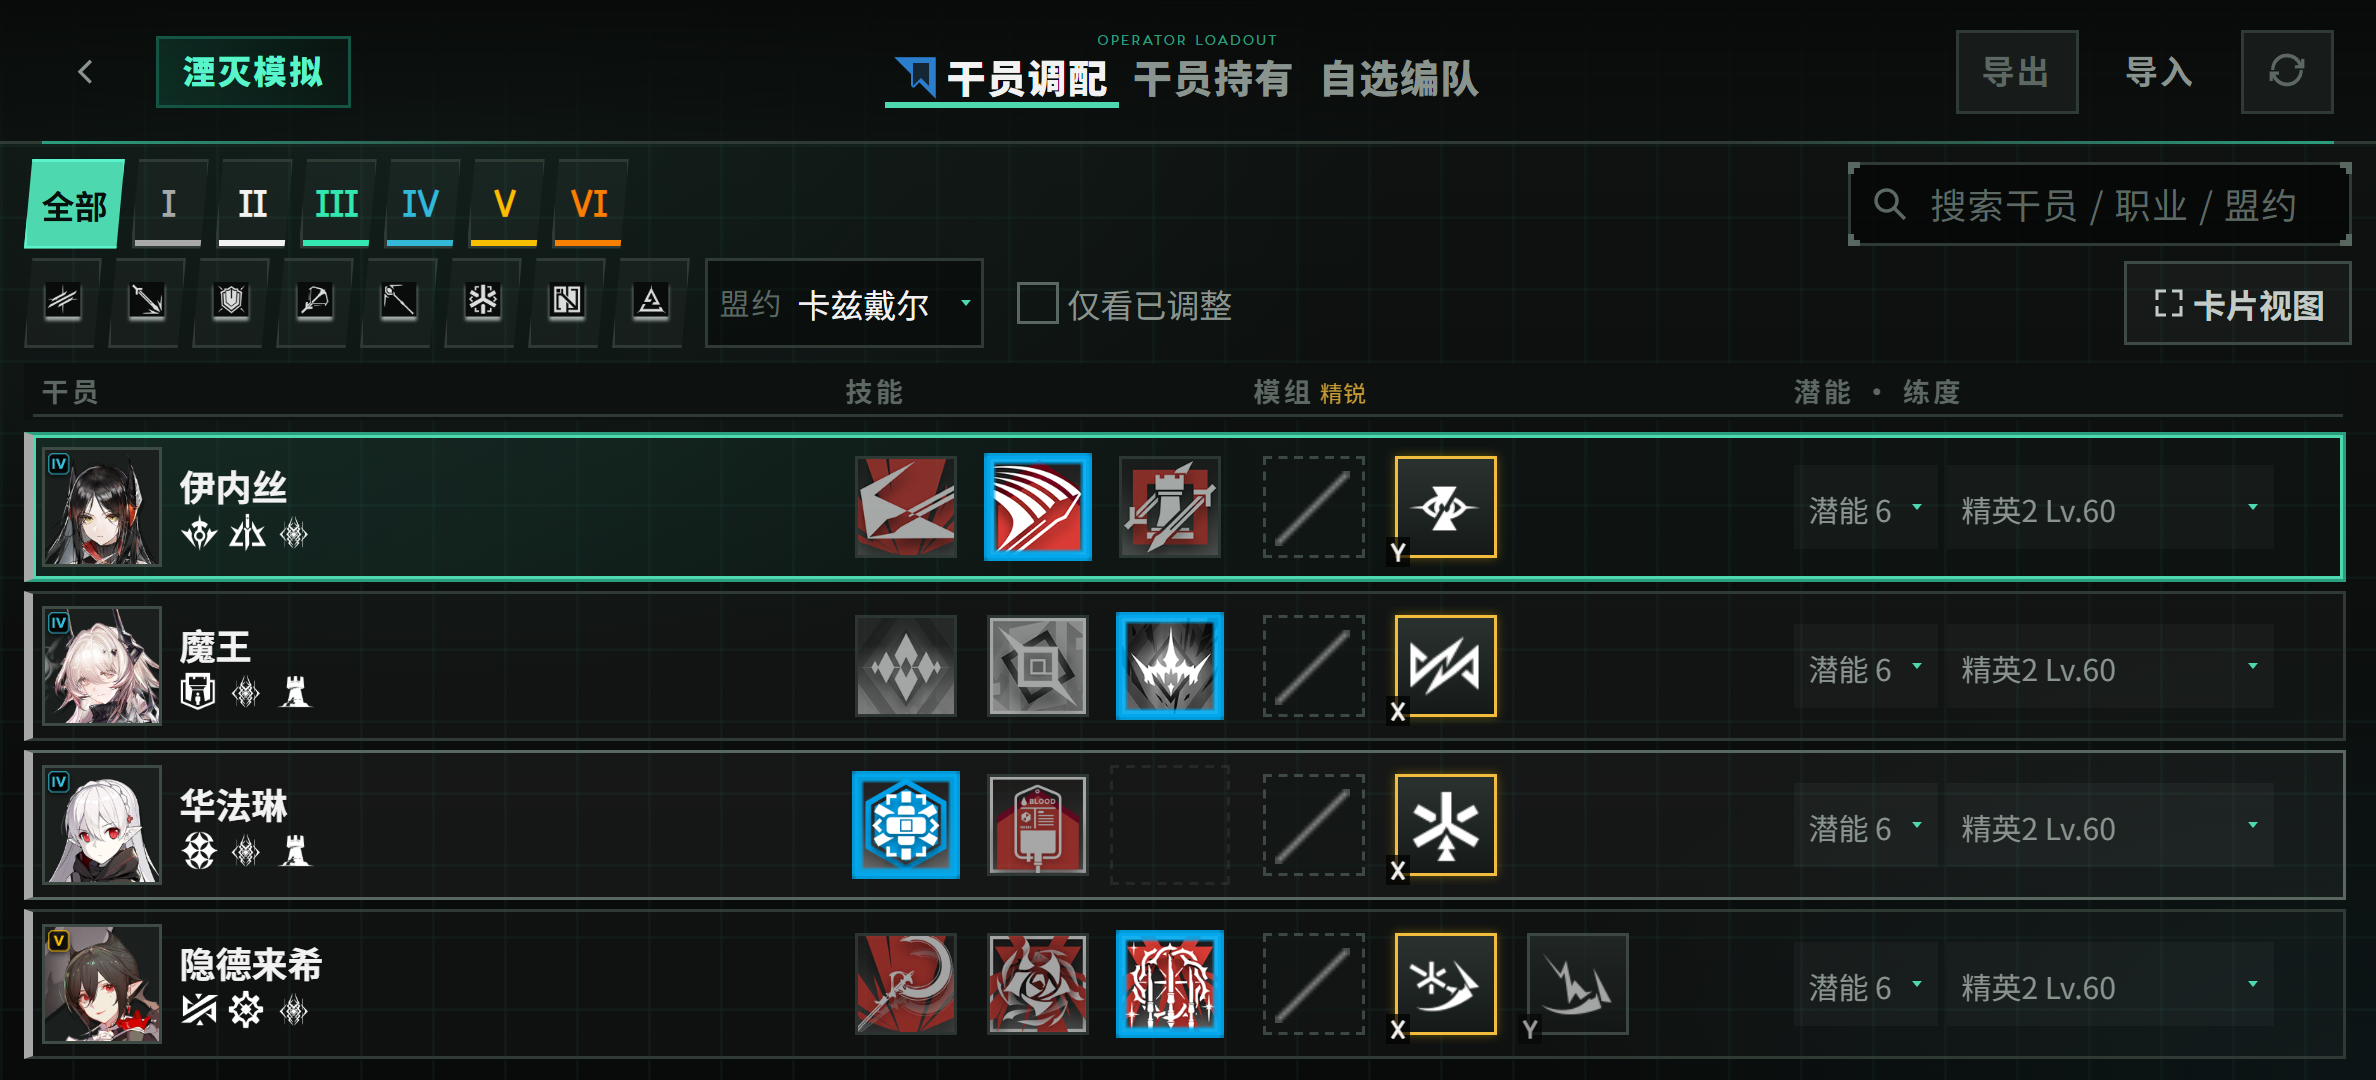 OPERATOR LOADOUT
湮灭模拟
干员调配 干员持有 自选编队
导出 导入
全部 I II III IV V VI
搜索干员 / 职业 / 盟约
盟约 卡兹戴尔
仅看已调整
卡片视图
干员 技能 模组 精锐 潜能 · 练度
IV
伊内丝
Y
潜能 6 精英2 Lv.60
IV
魔王
X
潜能 6 精英2 Lv.60
IV
华法琳
BLOOD
X
潜能 6 精英2 Lv.60
V
隐德来希
X Y
潜能 6 精英2 Lv.60